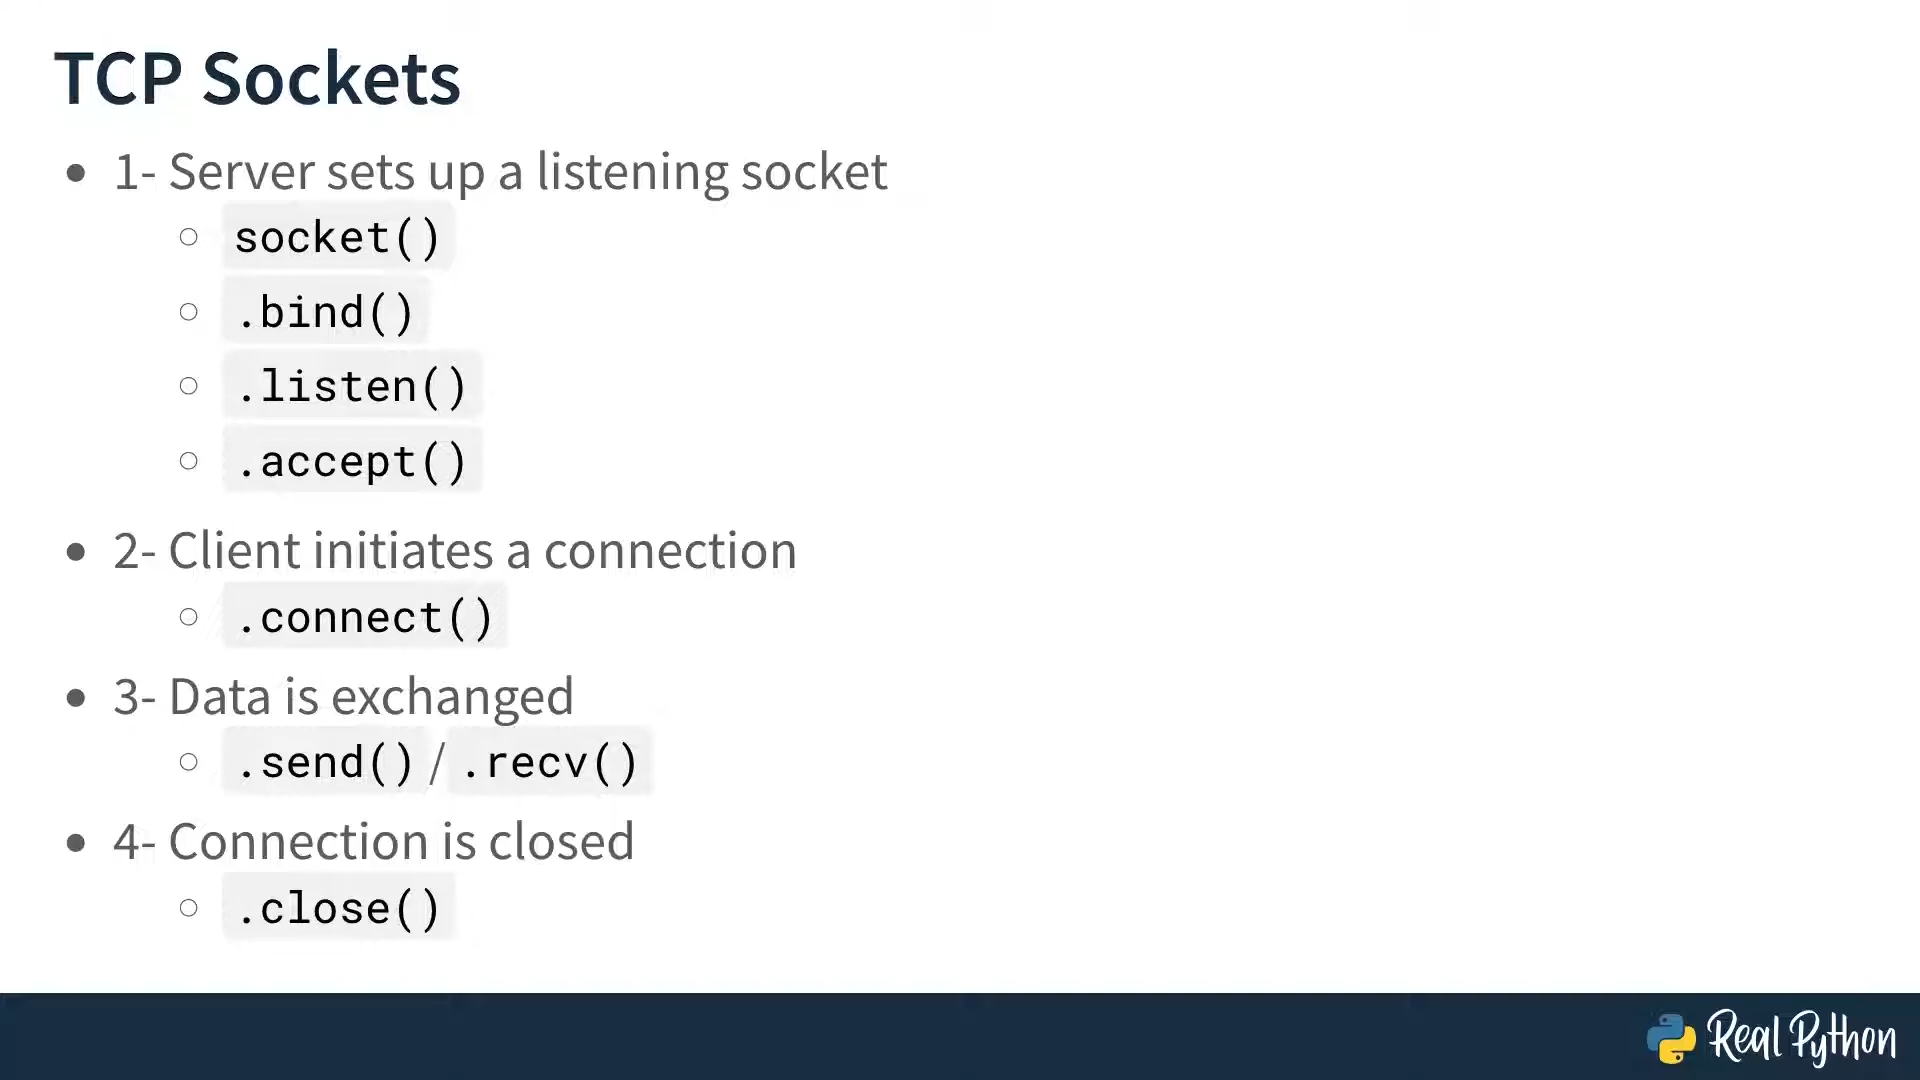 TCP Sockets
• 1- Server sets up a listening socket
○ socket()
○ .bind()
○ .listen()
○ .accept()
• 2- Client initiates a connection
○ .connect()
• 3- Data is exchanged
○ .send()/.recv()
• 4- Connection is closed
○ .close()
Real Python